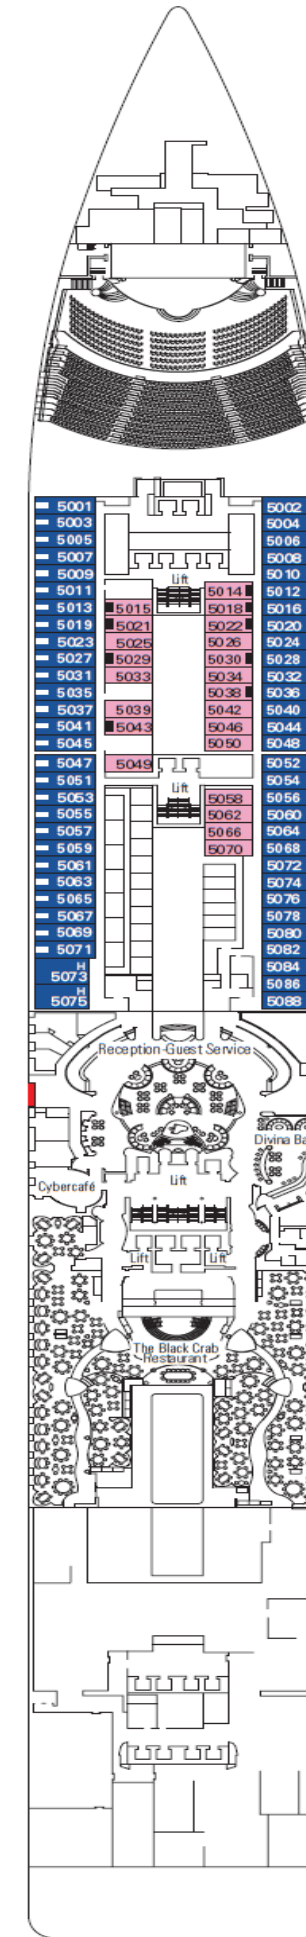 5001 5002
5003 5004
5005 5006
5007 5008
5009 5010
Lift
5011 5014 5012
5013 5015 5018 5016
5019 5021 5022 5020
5023 5025 5026 5024
5027 5029 5030 5028
5031 5033 5034 5032
5035 5038 5036
5037 5039 5042 5040
5041 5043 5046 5044
5045 5050 5048
5047 5049 5052
5051 5054
Lift
5053 5058 5056
5055 5062 5060
5057 5066 5064
5059 5070 5068
5061 5072
5063 5074
5065 5076
5067 5078
5069 5080
5071 5082
H 5084
5073 5086
H
5075 5088
Reception-Guest Service
Divina Ba
Cybercafé
Lift
Lift Lift
The Black Crab
Restaurant